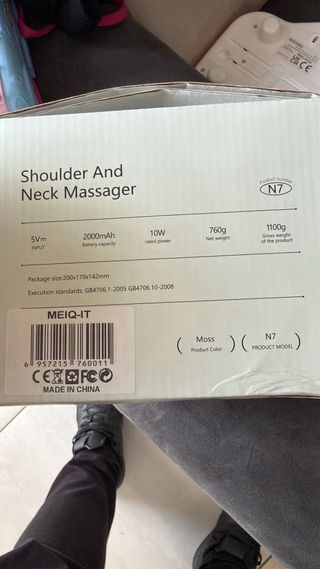 Shoulder And
Neck Massager
Product number
N7
5V⎓ 2000mAh 10W 760g 1100g
INPUT Battery capacity rated power Net weight Gross weight
of the product
Package size:200x170x142mm
Execution standards: GB4706.1-2005 GB4706.10-2008
MEIQ-IT
6 957215 760011
CE
MADE IN CHINA
( Moss ) ( N7 )
Product Color PRODUCT MODEL